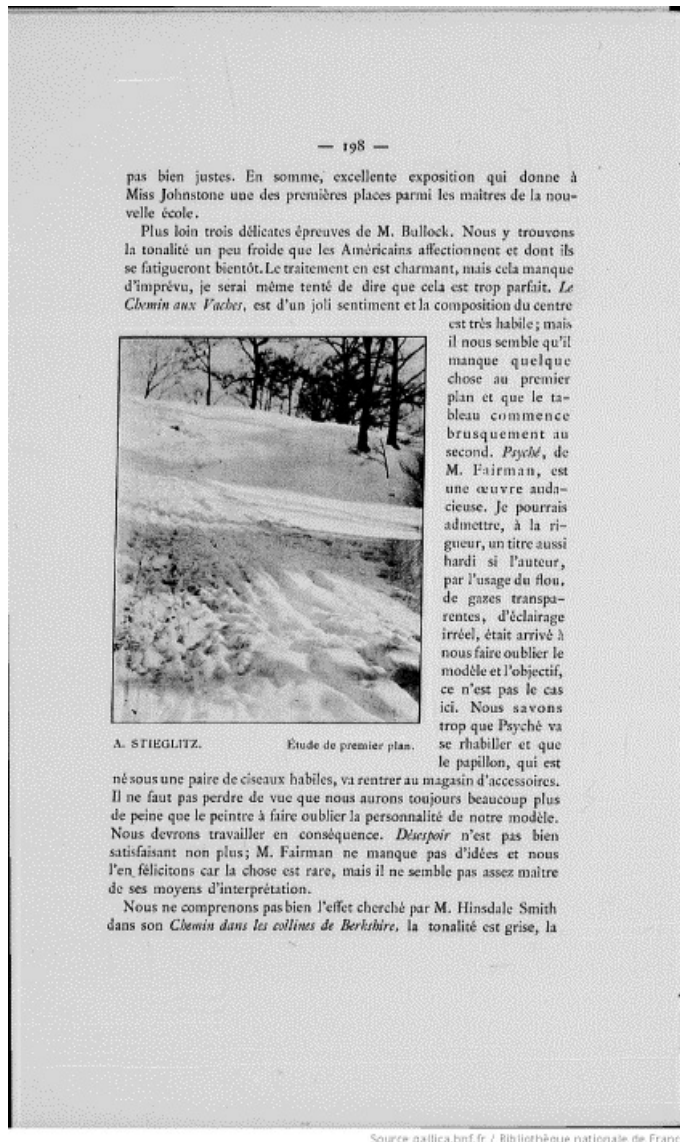 — 198 —
pas bien justes. En somme, excellente exposition qui donne à
Miss Johnstone une des premières places parmi les maîtres de la nou-
velle école.
Plus loin trois délicates épreuves de M. Bullock. Nous y trouvons
la tonalité un peu froide que les Américains affectionnent et dont ils
se fatigueront bientôt. Le traitement en est charmant, mais cela manque
d'imprévu, je serai même tenté de dire que cela est trop parfait. Le
Chemin aux Vaches, est d'un joli sentiment et la composition du centre
est très habile; mais
il nous semble qu'il
manque quelque
chose au premier
plan et que le ta-
bleau commence
brusquement au
second. Psyché, de
M. Fairman, est
une œuvre auda-
cieuse. Je pourrais
admettre, à la ri-
gueur, un titre aussi
hardi si l'auteur,
par l'usage du flou,
de gazes transpa-
rentes, d'éclairage
irréel, était arrivé à
nous faire oublier le
modèle et l'objectif,
ce n'est pas le cas
ici. Nous savons
trop que Psyché va
se rhabiller et que
le papillon, qui est
A. STIEGLITZ. Étude de premier plan.
né sous une paire de ciseaux habiles, va rentrer au magasin d'accessoires.
Il ne faut pas perdre de vue que nous aurons toujours beaucoup plus
de peine que le peintre à faire oublier la personnalité de notre modèle.
Nous devrons travailler en conséquence. Désespoir n'est pas bien
satisfaisant non plus; M. Fairman ne manque pas d'idées et nous
l'en félicitons car la chose est rare, mais il ne semble pas assez maître
de ses moyens d'interprétation.
Nous ne comprenons pas bien l'effet cherché par M. Hinsdale Smith
dans son Chemin dans les collines de Berkshire, la tonalité est grise, la
Source gallica.bnf.fr / Bibliothèque nationale de Franc